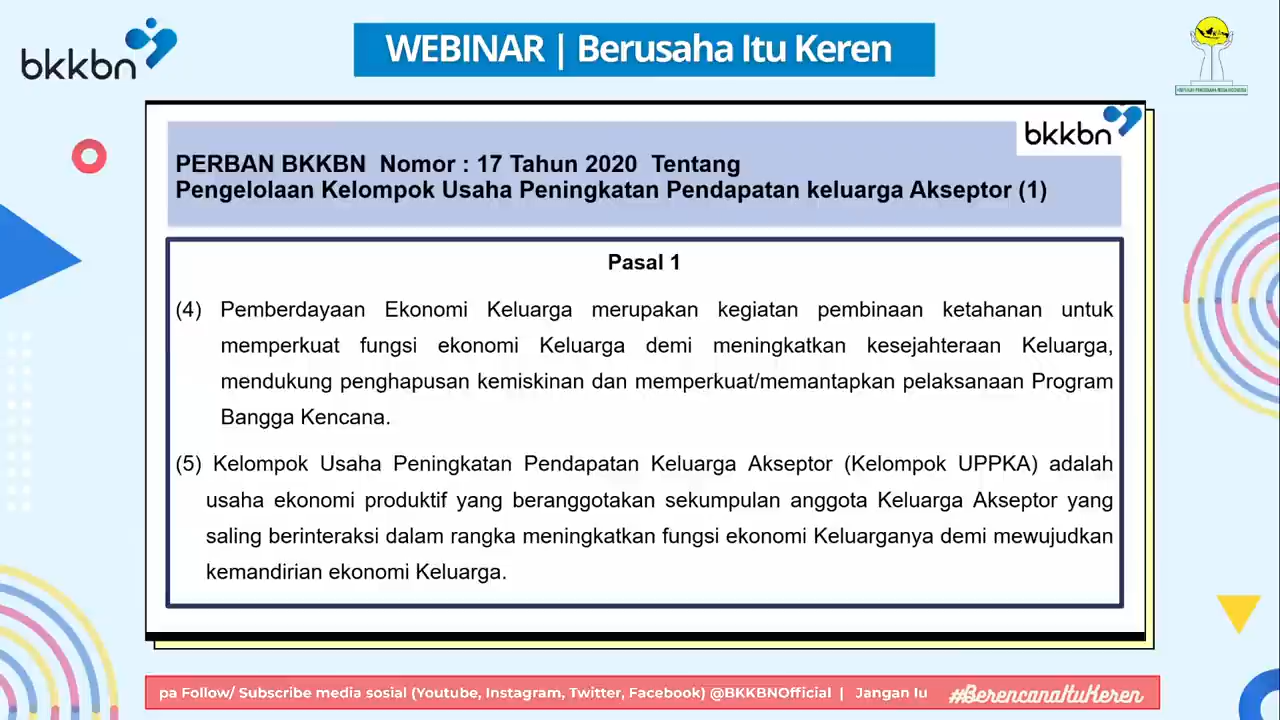 bkkbn
WEBINAR | Berusaha Itu Keren
bkkbn
PERBAN BKKBN Nomor : 17 Tahun 2020 Tentang
Pengelolaan Kelompok Usaha Peningkatan Pendapatan keluarga Akseptor (1)
Pasal 1
(4) Pemberdayaan Ekonomi Keluarga merupakan kegiatan pembinaan ketahanan untuk
memperkuat fungsi ekonomi Keluarga demi meningkatkan kesejahteraan Keluarga,
mendukung penghapusan kemiskinan dan memperkuat/memantapkan pelaksanaan Program
Bangga Kencana.
(5) Kelompok Usaha Peningkatan Pendapatan Keluarga Akseptor (Kelompok UPPKA) adalah
usaha ekonomi produktif yang beranggotakan sekumpulan anggota Keluarga Akseptor yang
saling berinteraksi dalam rangka meningkatkan fungsi ekonomi Keluarganya demi mewujudkan
kemandirian ekonomi Keluarga.
pa Follow/ Subscribe media sosial (Youtube, Instagram, Twitter, Facebook) @BKKBNOfficial | Jangan lu
#BerencanaItuKeren